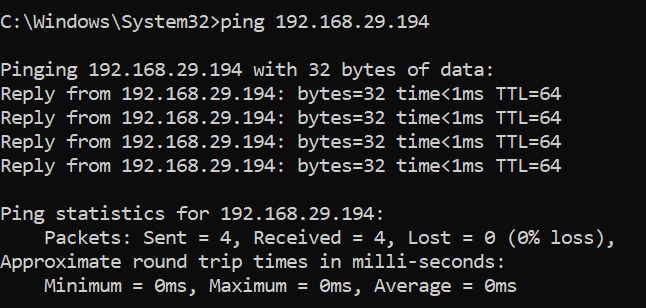 C:\Windows\System32>ping 192.168.29.194
Pinging 192.168.29.194 with 32 bytes of data:
Reply from 192.168.29.194: bytes=32 time<1ms TTL=64
Reply from 192.168.29.194: bytes=32 time<1ms TTL=64
Reply from 192.168.29.194: bytes=32 time<1ms TTL=64
Reply from 192.168.29.194: bytes=32 time<1ms TTL=64
Ping statistics for 192.168.29.194:
    Packets: Sent = 4, Received = 4, Lost = 0 (0% loss),
Approximate round trip times in milli-seconds:
    Minimum = 0ms, Maximum = 0ms, Average = 0ms